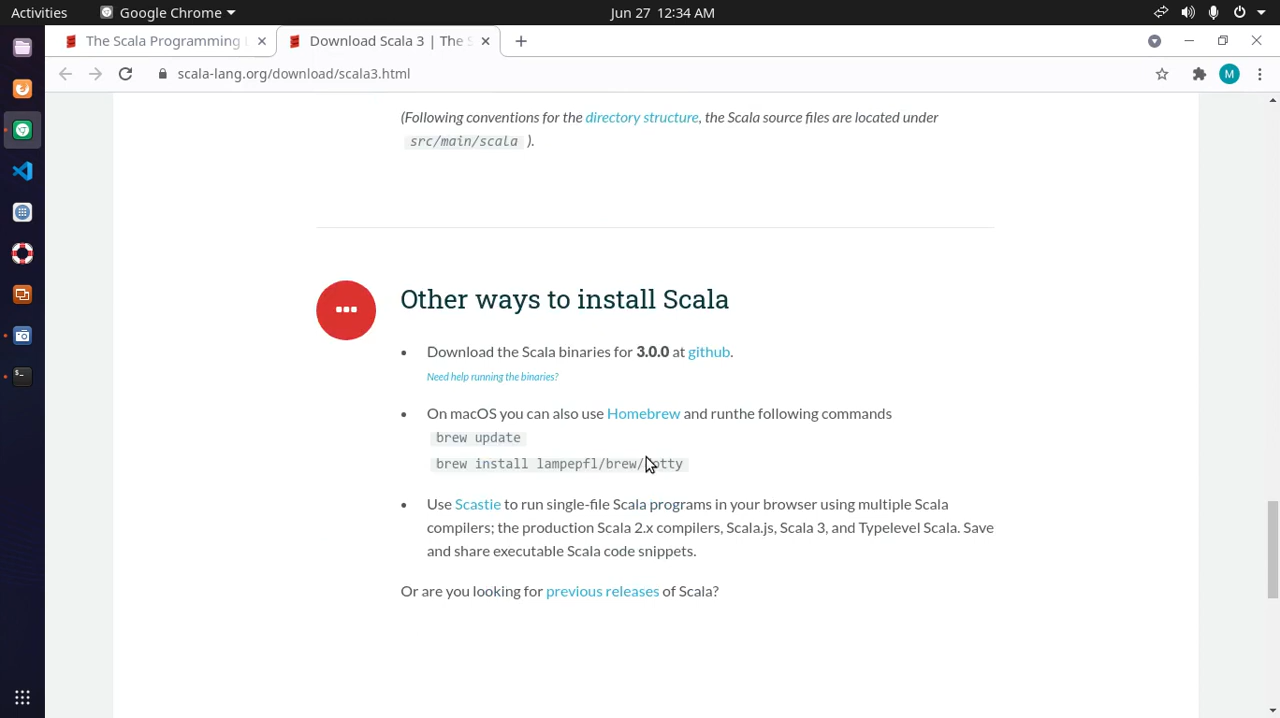 Activities
Google Chrome
Jun 27 12:34 AM
The Scala Programming
Download Scala 3 | The S
scala-lang.org/download/scala3.html
M
(Following conventions for the directory structure, the Scala source files are located under
src/main/scala ).
Other ways to install Scala
Download the Scala binaries for 3.0.0 at github.
Need help running the binaries?
On macOS you can also use Homebrew and runthe following commands
brew update
brew install lampepfl/brew/
Use Scastie to run single-file Scala programs in your browser using multiple Scala
compilers; the production Scala 2.x compilers, Scala.js, Scala 3, and Typelevel Scala. Save
and share executable Scala code snippets.
Or are you looking for previous releases of Scala?